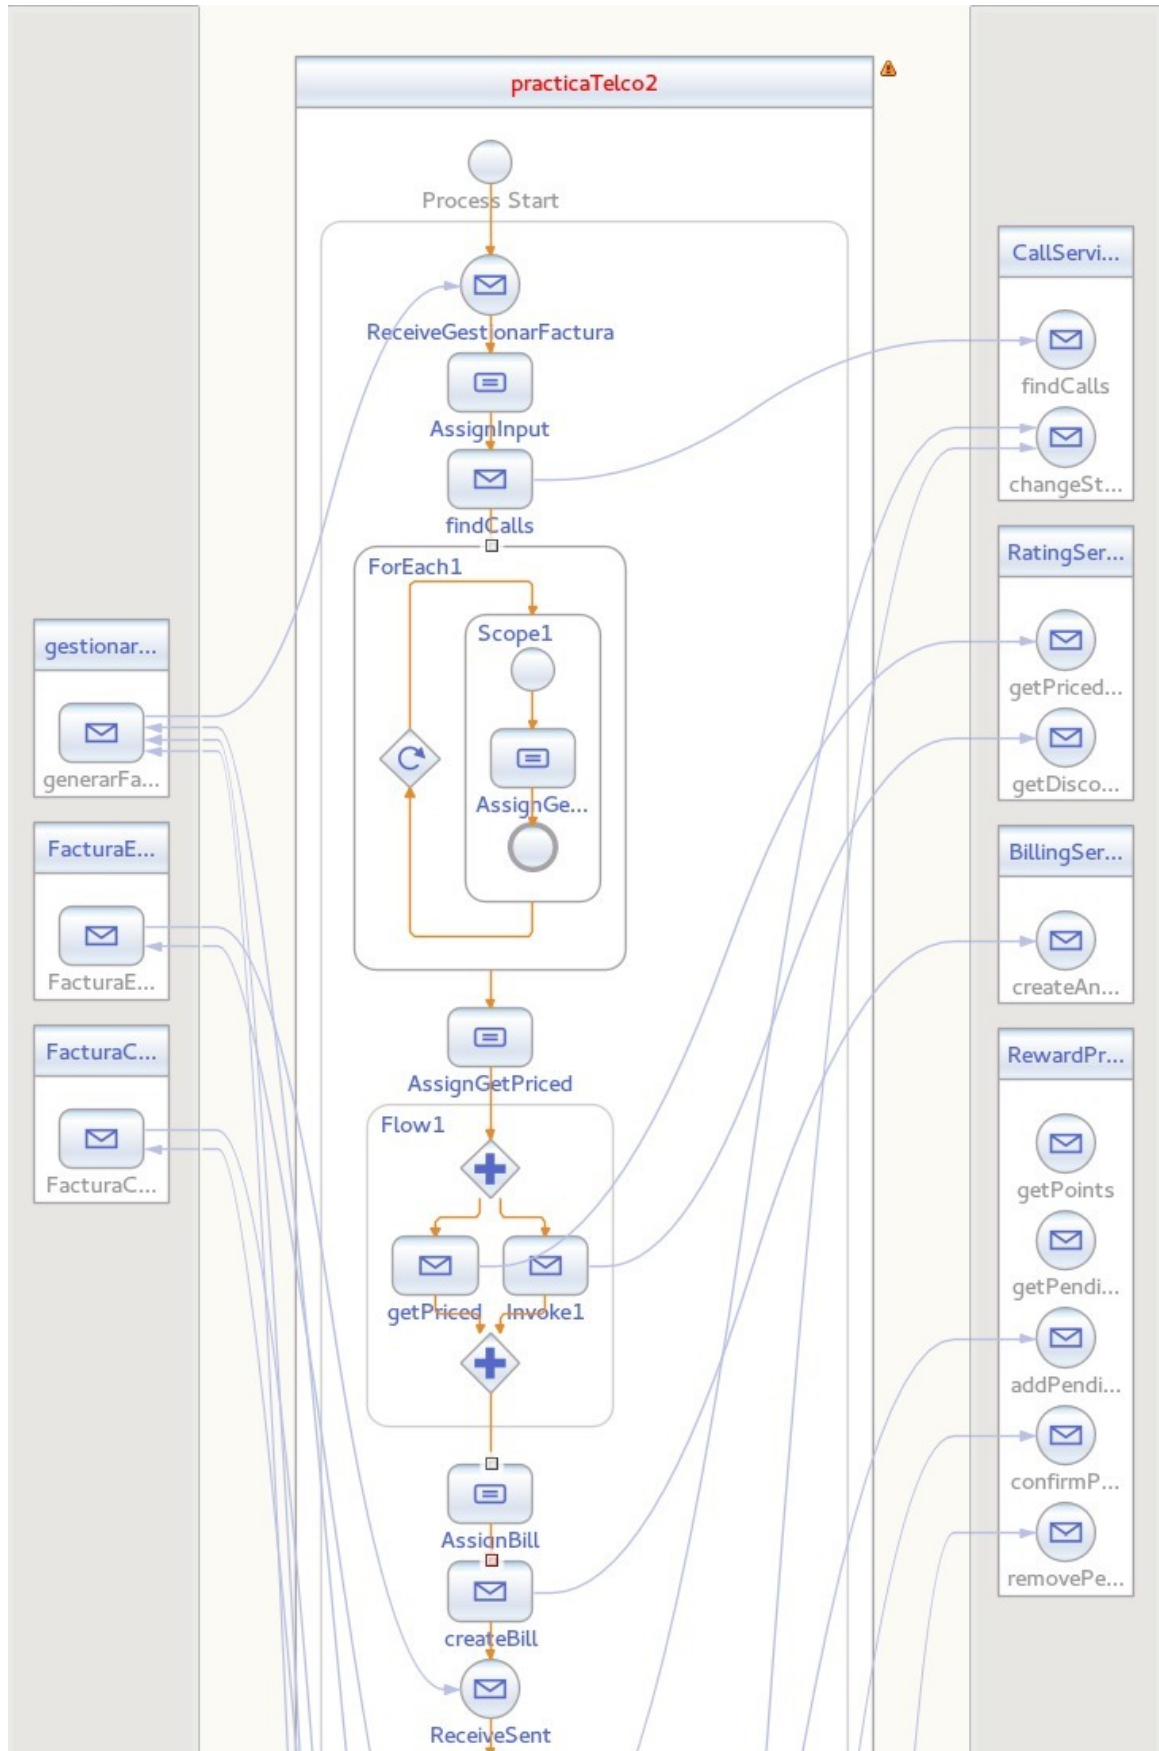 practicaTelco2
Process Start
ReceiveGestionarFactura
AssignInput
findCalls
ForEach1
Scope1
AssignGe...
AssignGetPriced
Flow1
getPriced
Invoke1
AssignBill
createBill
ReceiveSent
gestionar...
generarFa...
FacturaE...
FacturaE...
FacturaC...
FacturaC...
CallServi...
findCalls
changeSt...
RatingSer...
getPriced...
getDisco...
BillingSer...
createAn...
RewardPr...
getPoints
getPendi...
addPendi...
confirmP...
removePe...